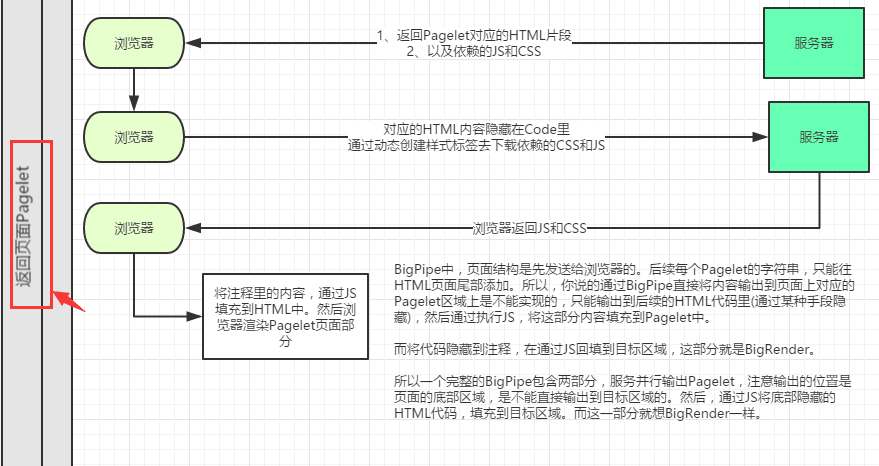 返回页面Pagelet
浏览器
1、返回Pagelet对应的HTML片段
2、以及依赖的JS和CSS
服务器
浏览器
对应的HTML内容隐藏在Code里
通过动态创建样式标签去下载依赖的CSS和JS
服务器
浏览器
浏览器返回JS和CSS
将注释里的内容，通过JS
填充到HTML中。然后浏
览器渲染Pagelet页面部
分
BigPipe中，页面结构是先发送给浏览器的。后续每个Pagelet的字符串，只能往
HTML页面尾部添加。所以，你说的通过BigPipe直接将内容输出到页面上对应的
Pagelet区域上是不能实现的，只能输出到后续的HTML代码里(通过某种手段隐
藏)，然后通过执行JS，将这部分内容填充到Pagelet中。
而将代码隐藏到注释，在通过JS回填到目标区域，这部分就是BigRender。
所以一个完整的BigPipe包含两部分，服务并行输出Pagelet，注意输出的位置是
页面的底部区域，是不能直接输出到目标区域的。然后，通过JS将底部隐藏的
HTML代码，填充到目标区域。而这一部分就想BigRender一样。